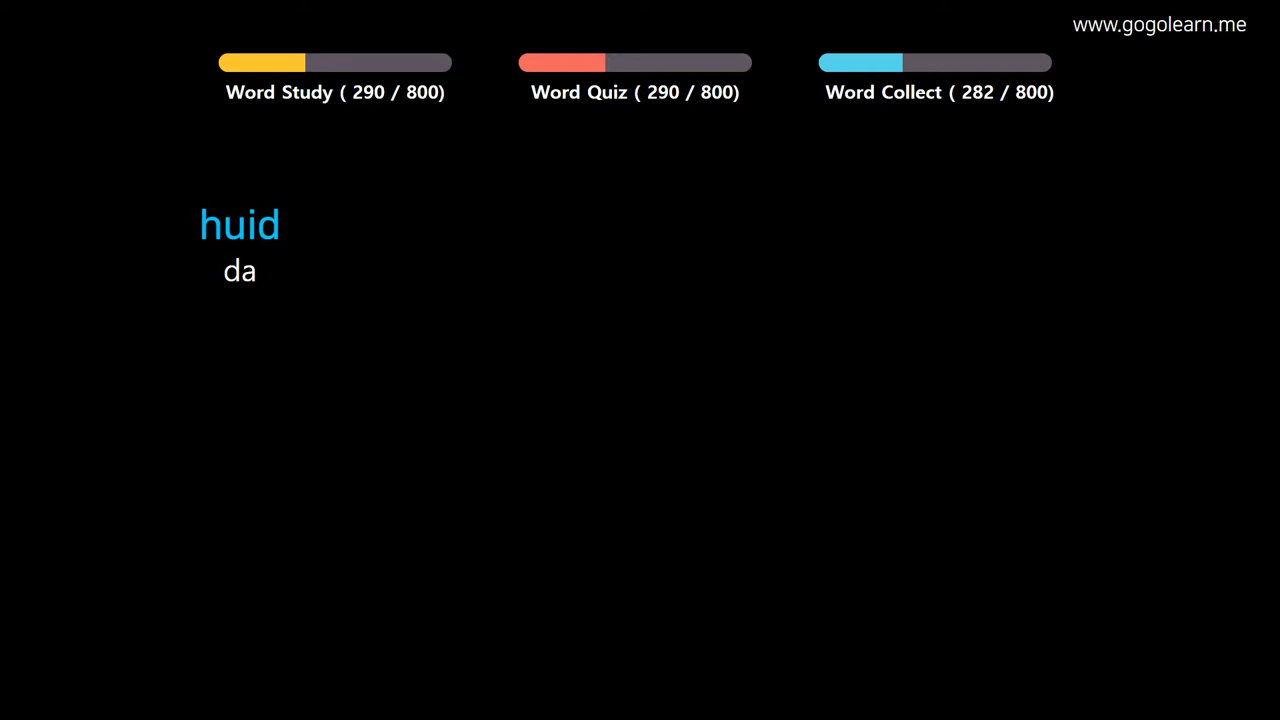 www.gogolearn.me
Word Study ( 290 / 800)
Word Quiz ( 290 / 800)
Word Collect ( 282 / 800)
huid
da